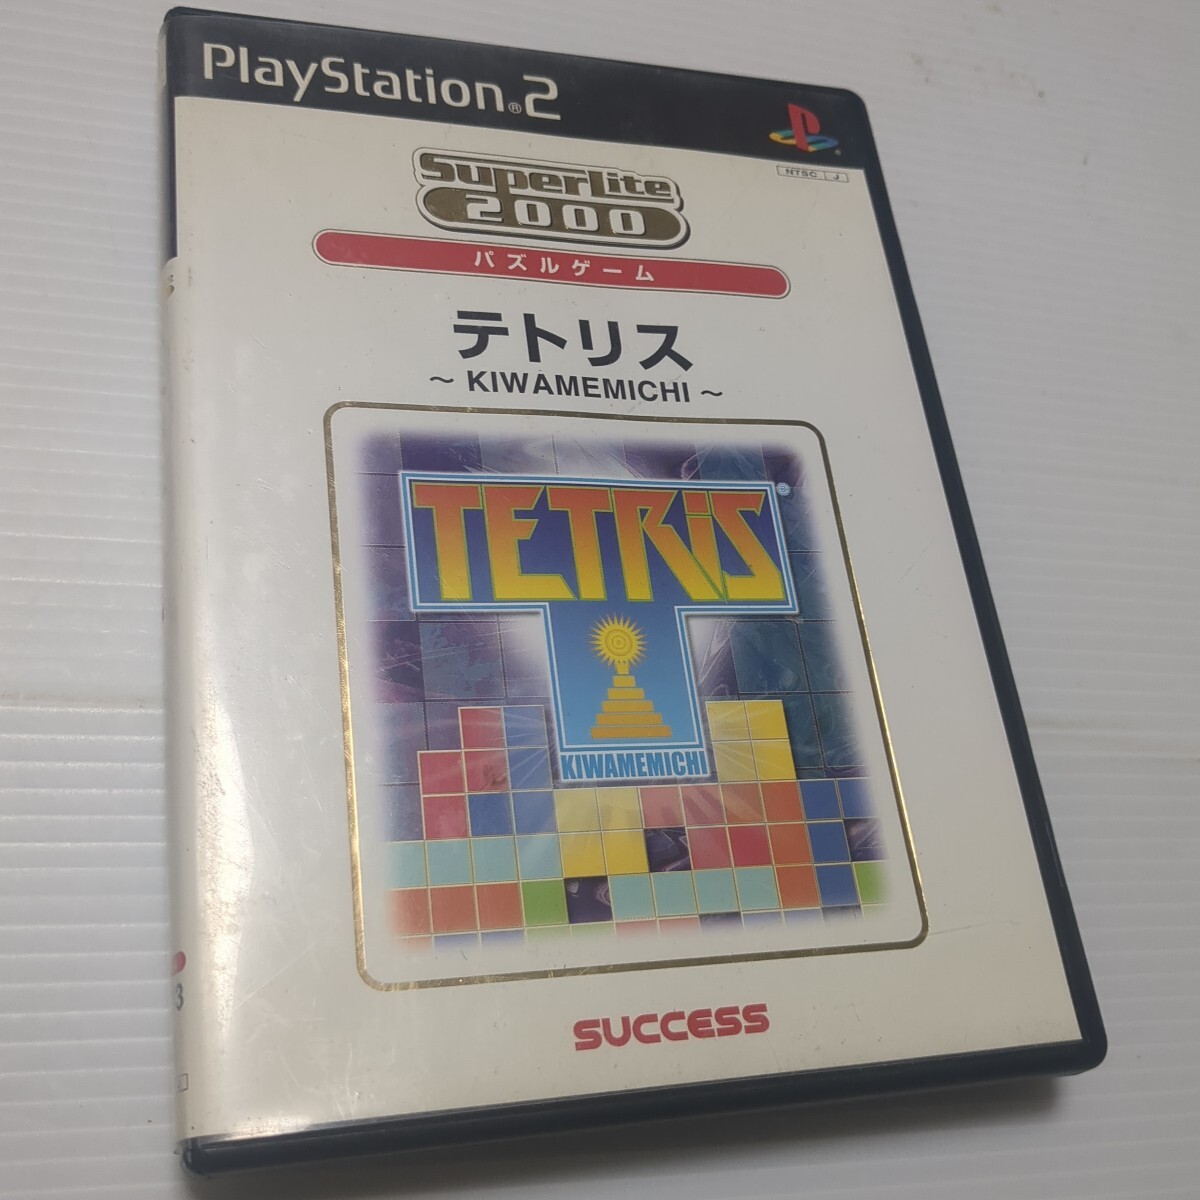 PlayStation®2
NTSC J
SuperLite
2000
パズルゲーム
テトリス
～ KIWAMEMICHI ～
TETRiS®
KIWAMEMICHI
SUCCESS
3